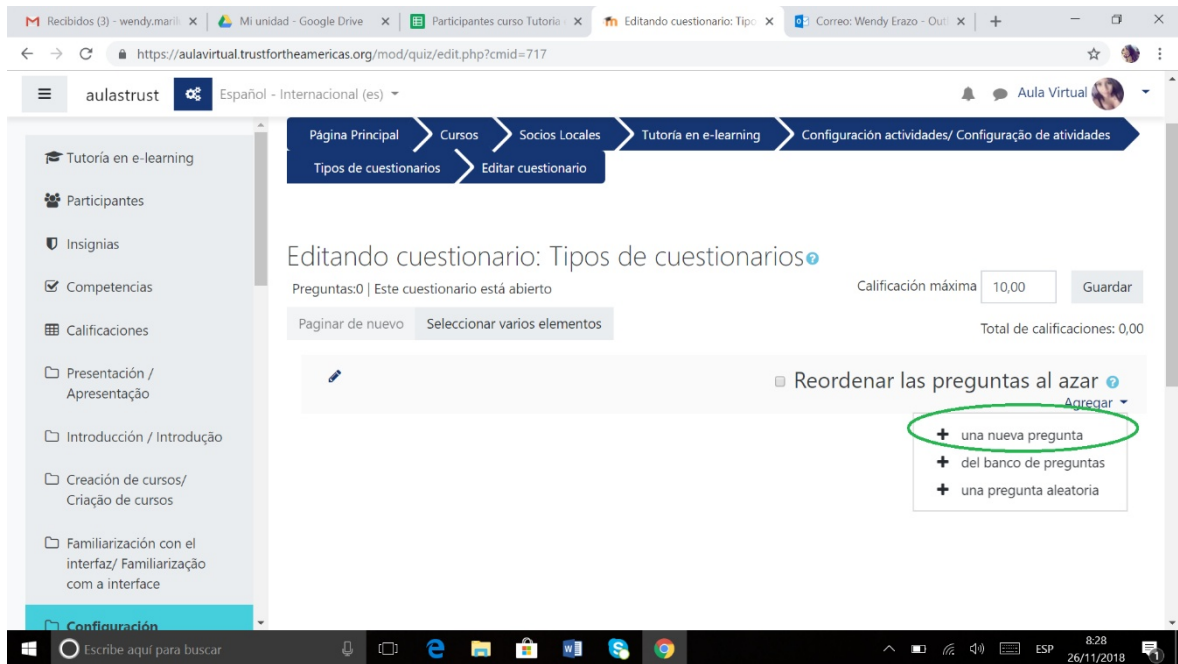 Recibidos (3) - wendy.maril
Mi unidad - Google Drive
Participantes curso Tutoria
Editando cuestionario: Tipo
Correo: Wendy Erazo - Outl
https://aulavirtual.trustfortheamericas.org/mod/quiz/edit.php?cmid=717
aulastrust
Español - Internacional (es)
Aula Virtual
Página Principal
Cursos
Socios Locales
Tutoría en e-learning
Configuración actividades/ Configuração de atividades
Tipos de cuestionarios
Editar cuestionario
Tutoría en e-learning
Participantes
Insignias
Competencias
Calificaciones
Presentación /
Apresentação
Introducción / Introdução
Creación de cursos/
Criação de cursos
Familiarización con el
interfaz/ Familiarização
com a interface
Configuración
Editando cuestionario: Tipos de cuestionarios
Preguntas:0 | Este cuestionario está abierto
Calificación máxima 10,00 Guardar
Paginar de nuevo Seleccionar varios elementos
Total de calificaciones: 0,00
Reordenar las preguntas al azar
Agregar
una nueva pregunta
del banco de preguntas
una pregunta aleatoria
Escribe aquí para buscar
ESP
8:28
26/11/2018
1